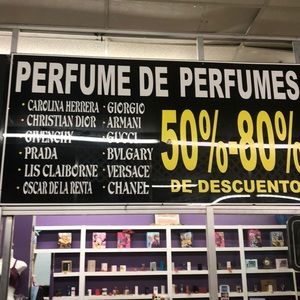 PERFUME DE PERFUMES
· CAROLINA HERRERA · GIORGIO
· CHRISTIAN DIOR · ARMANI
· GIVENCHY · GUCCI
· PRADA · BVLGARY
· LIS CLAIBORNE · VERSACE
· OSCAR DE LA RENTA · CHANEL
50%-80%
DE DESCUENTO